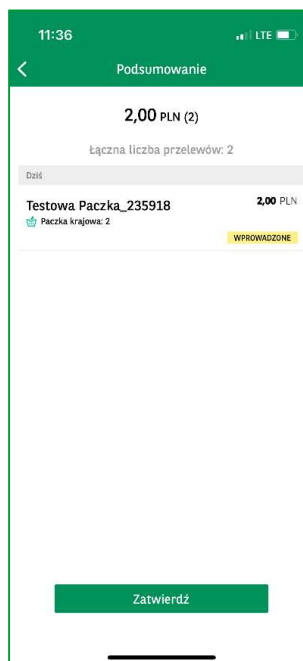 11:36
LTE
Podsumowanie
2,00 PLN (2)
Łączna liczba przelewów: 2
Dziś
Testowa Paczka_235918
2,00 PLN
Paczka krajowa: 2
WPROWADZONE
Zatwierdź